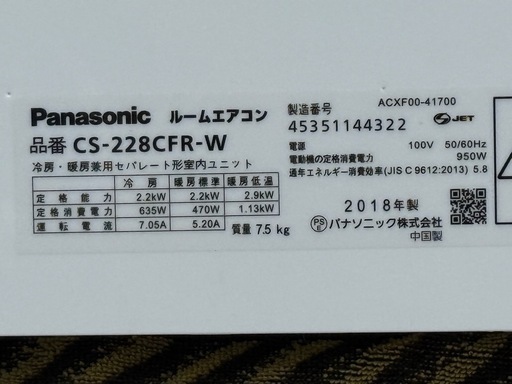 Panasonic ルームエアコン
品番 CS-228CFR-W
冷房・暖房兼用セパレート形室内ユニット
冷 房 暖房標準 暖房低温
能 力 2.2kW 2.2kW 2.9kW
定格消費電力 635W 470W 1.13kW
運 転 電 流 7.05A 5.20A
質量 7.5 kg
ACXF00-41700
製造番号
45351144322
JET
電源 100V 50/60Hz
電動機の定格消費電力 950W
通年エネルギー消費効率(JIS C 9612:2013) 5.8
2018年製
PSE パナソニック株式会社
中国製